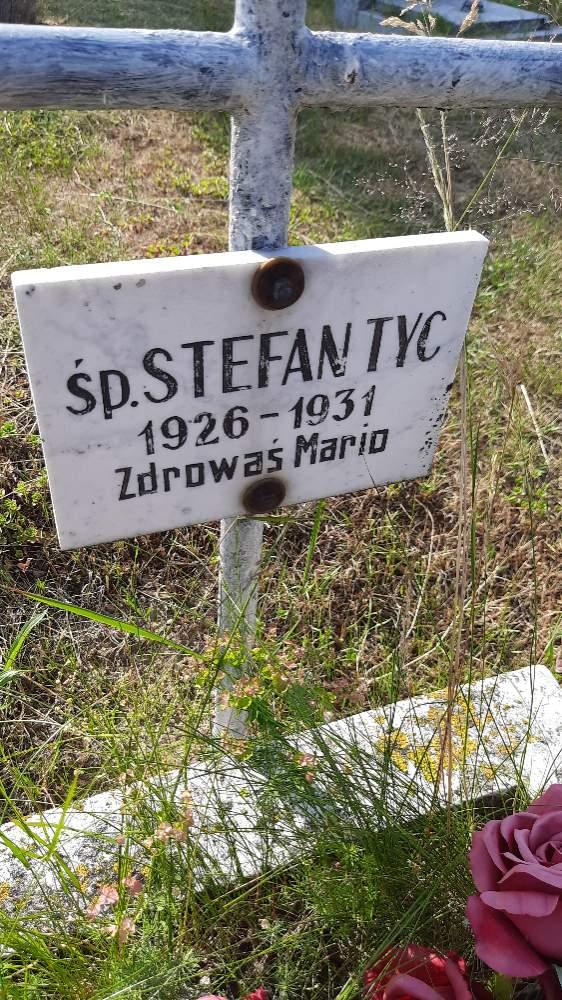 śp. STEFAN TYC
1926 - 1931
Zdrowaś Mario